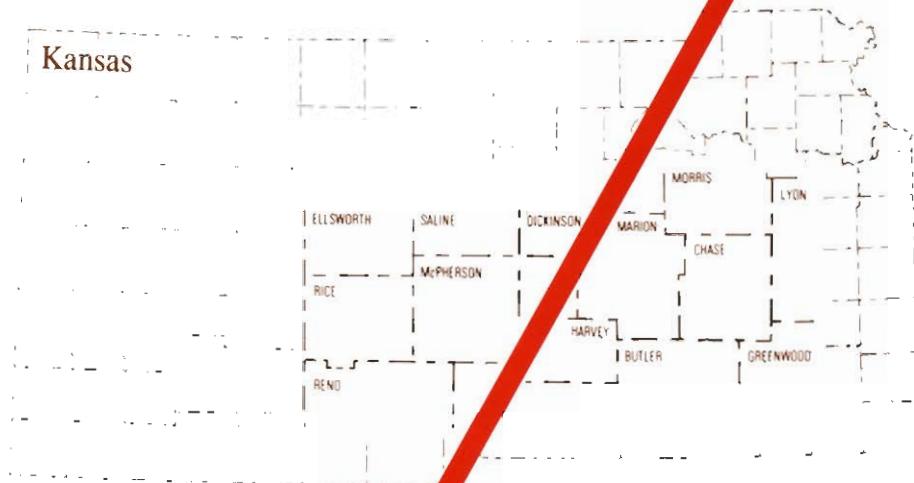 Kansas
MORRIS
LYON
ELLSWORTH
SALINE
DICKINSON
MARION
CHASE
McPHERSON
RICE
HARVEY
BUTLER
GREENWOOD
RENO